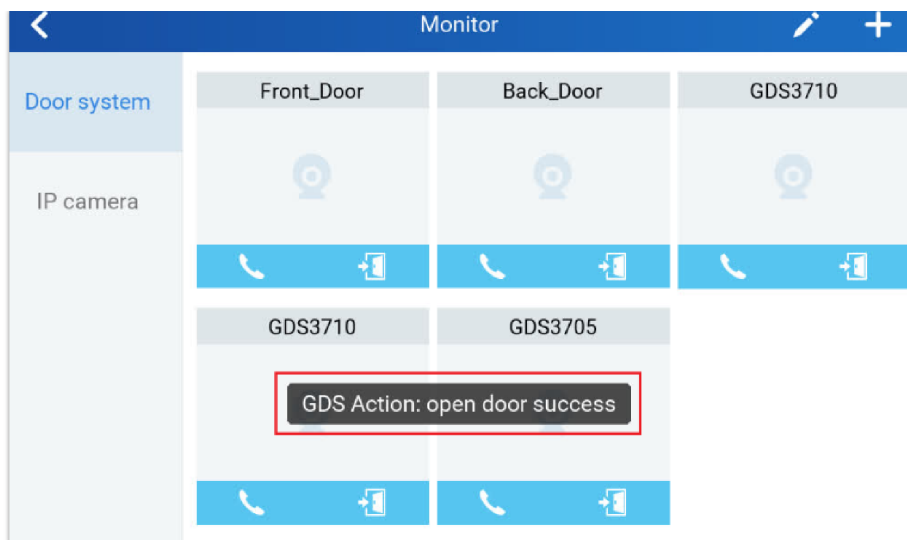 Monitor
Door system
IP camera
Front_Door
Back_Door
GDS3710
GDS3710
GDS3705
GDS Action: open door success